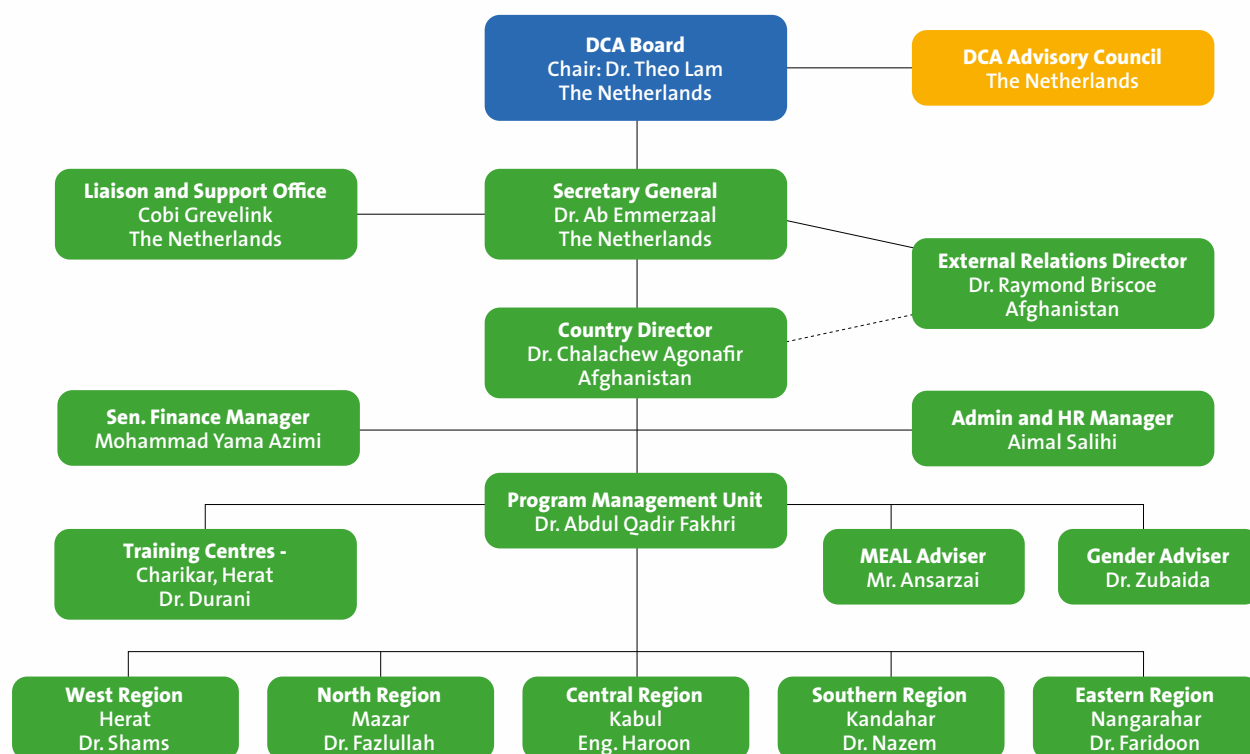 DCA Board
Chair: Dr. Theo Lam
The Netherlands
DCA Advisory Council
The Netherlands
Liaison and Support Office
Cobi Grevelink
The Netherlands
Secretary General
Dr. Ab Emmerzaal
The Netherlands
External Relations Director
Dr. Raymond Briscoe
Afghanistan
Country Director
Dr. Chalachew Agonafir
Afghanistan
Sen. Finance Manager
Mohammad Yama Azimi
Admin and HR Manager
Aimal Salihi
Program Management Unit
Dr. Abdul Qadir Fakhri
Training Centres -
Charikar, Herat
Dr. Durani
MEAL Adviser
Mr. Ansarzai
Gender Adviser
Dr. Zubaida
West Region
Herat
Dr. Shams
North Region
Mazar
Dr. Fazlullah
Central Region
Kabul
Eng. Haroon
Southern Region
Kandahar
Dr. Nazem
Eastern Region
Nangarahar
Dr. Faridoon